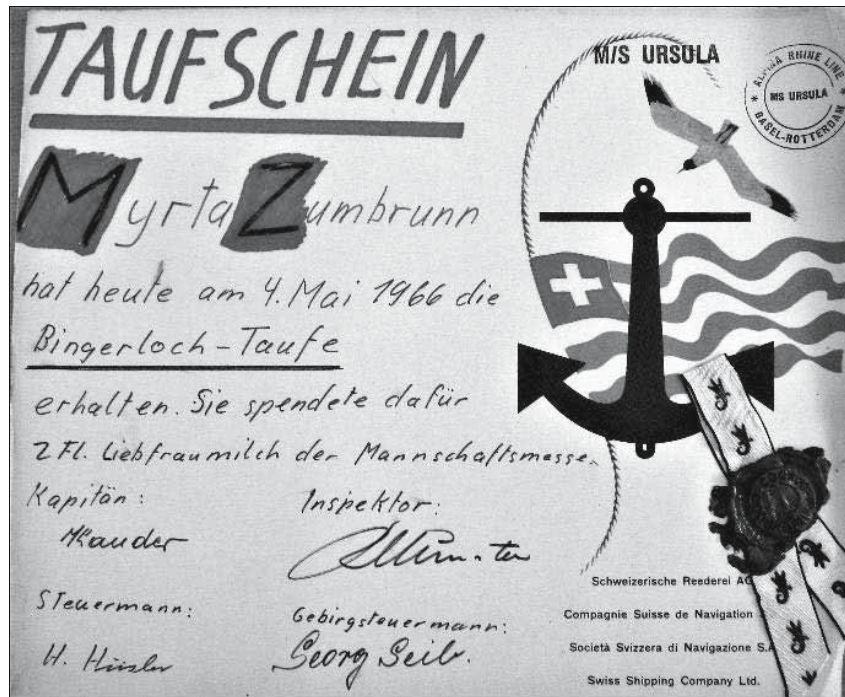 TAUFSCHEIN
Myrta Zumbrunn
hat heute am 4. Mai 1966 die
Bingerloch-Taufe
erhalten. Sie spendete dafür
2 Fl. Liebfraumilch der Mannschaftsmesse.
Kapitän:
Inspektor:
Steuermann:
H.
Gebirgsteuermann:
Georg Seib.
M/S URSULA
ALPINA RHINE LINE
MS URSULA
BASEL-ROTTERDAM
Schweizerische Reederei AG
Compagnie Suisse de Navigation
Società Svizzera di Navigazione S.A
Swiss Shipping Company Ltd.